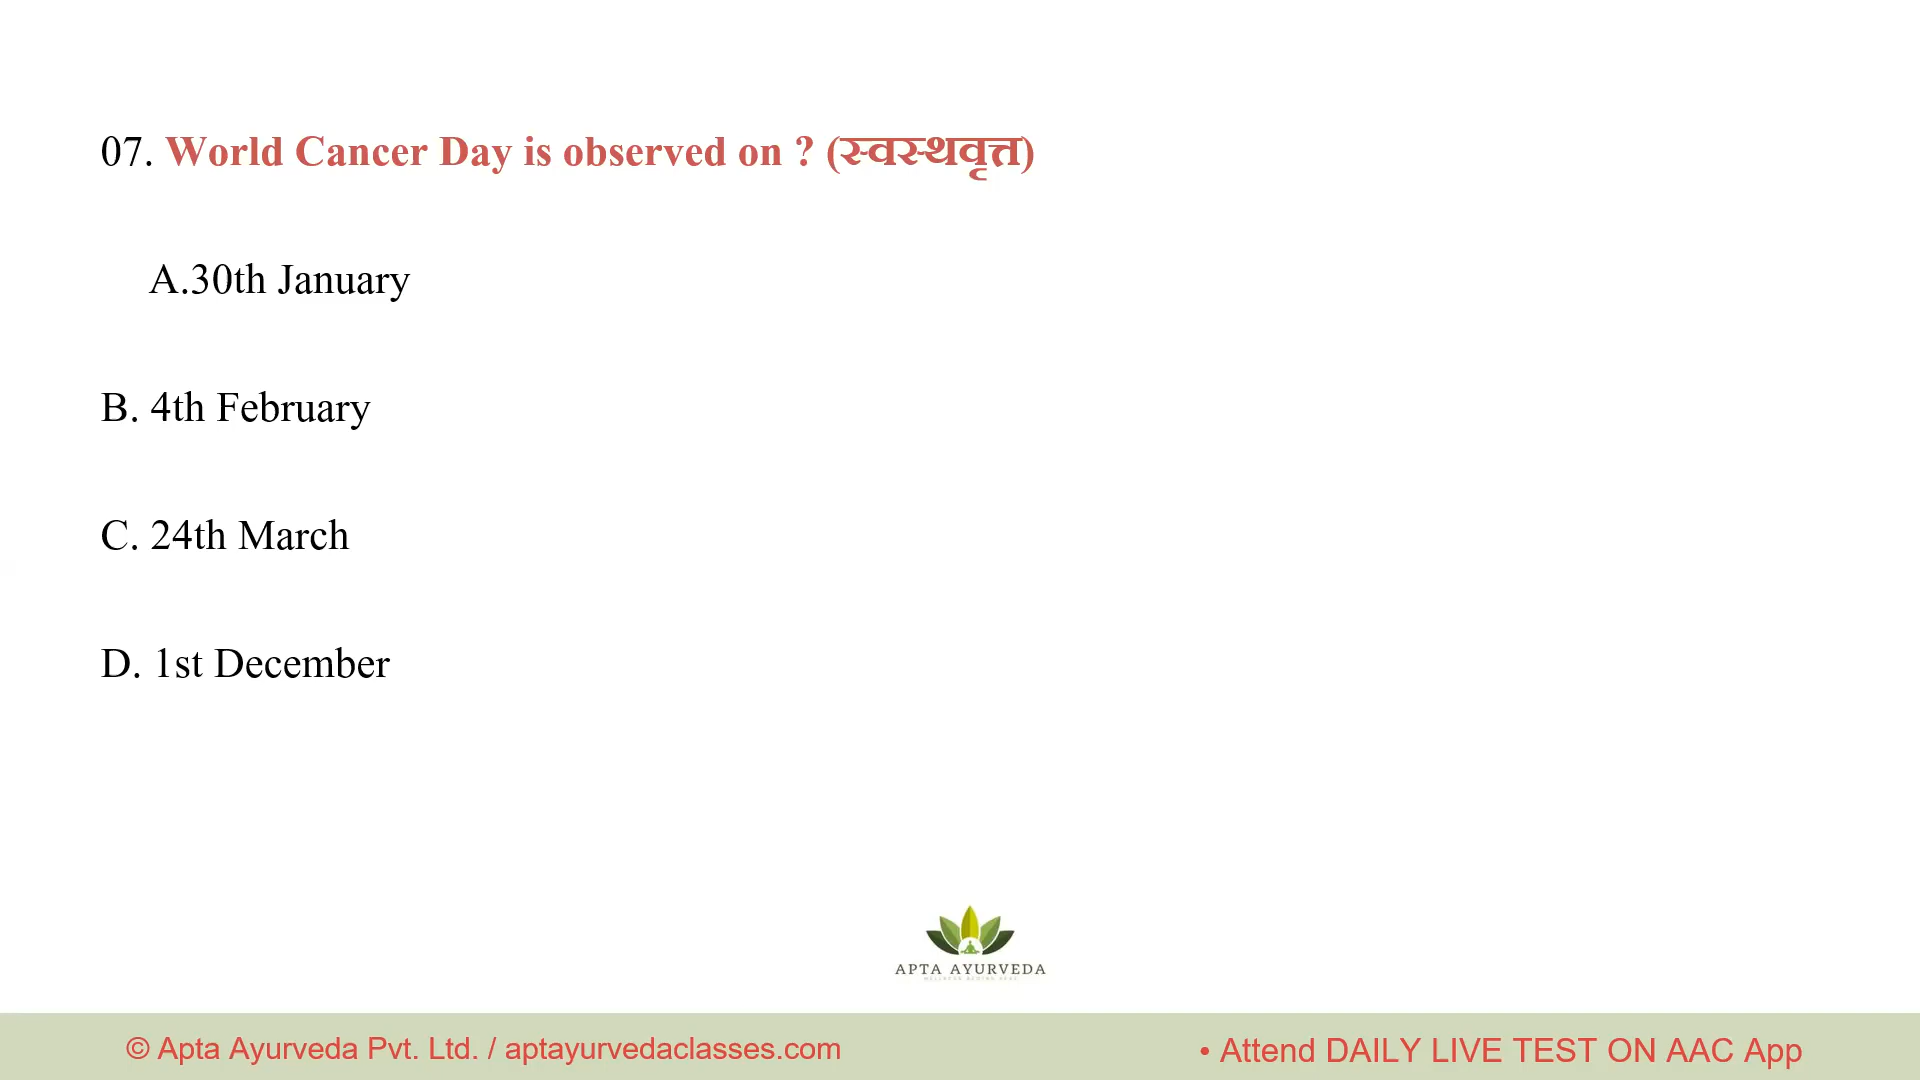 07. World Cancer Day is observed on ? (स्वस्थवृत्त)
A.30th January
B. 4th February
C. 24th March
D. 1st December
APTA AYURVEDA
© Apta Ayurveda Pvt. Ltd. / aptayurvedaclasses.com
• Attend DAILY LIVE TEST ON AAC App